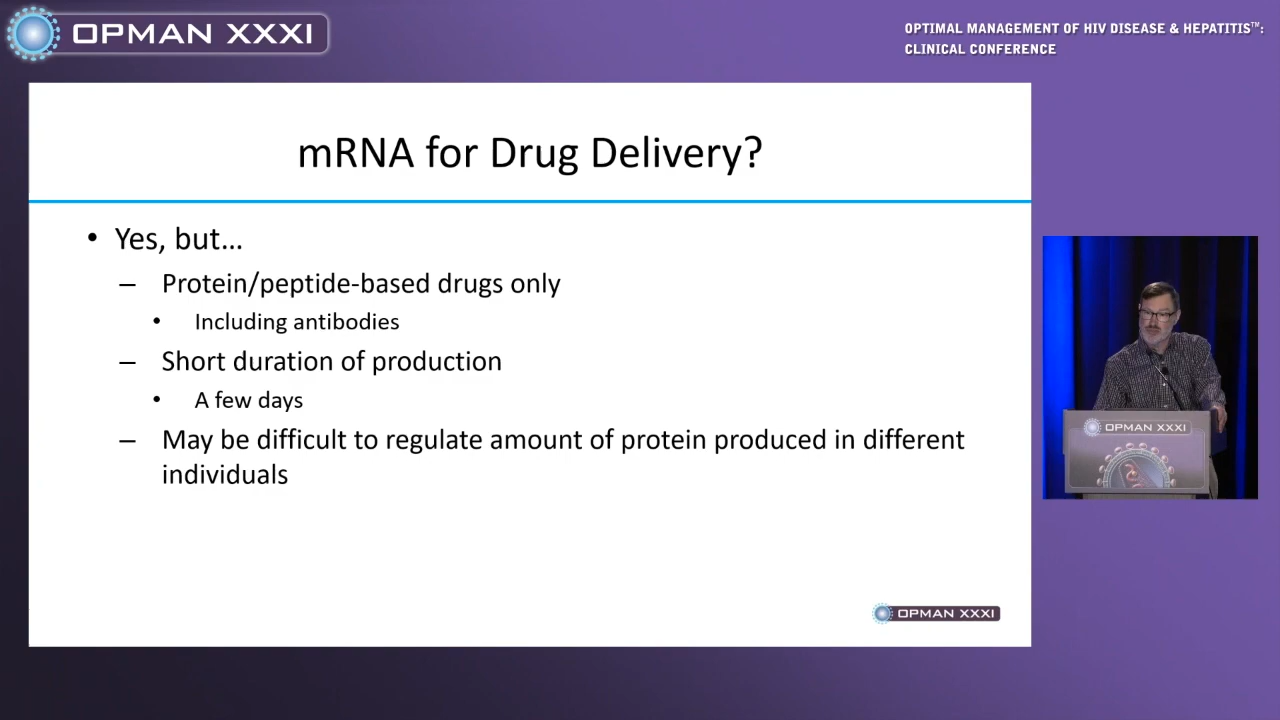 OPMAN XXXI
OPTIMAL MANAGEMENT OF HIV DISEASE & HEPATITIS™:
CLINICAL CONFERENCE
mRNA for Drug Delivery?
• Yes, but…
– Protein/peptide-based drugs only
• Including antibodies
– Short duration of production
• A few days
– May be difficult to regulate amount of protein produced in different
individuals
OPMAN XXXI
OPMAN XXXI